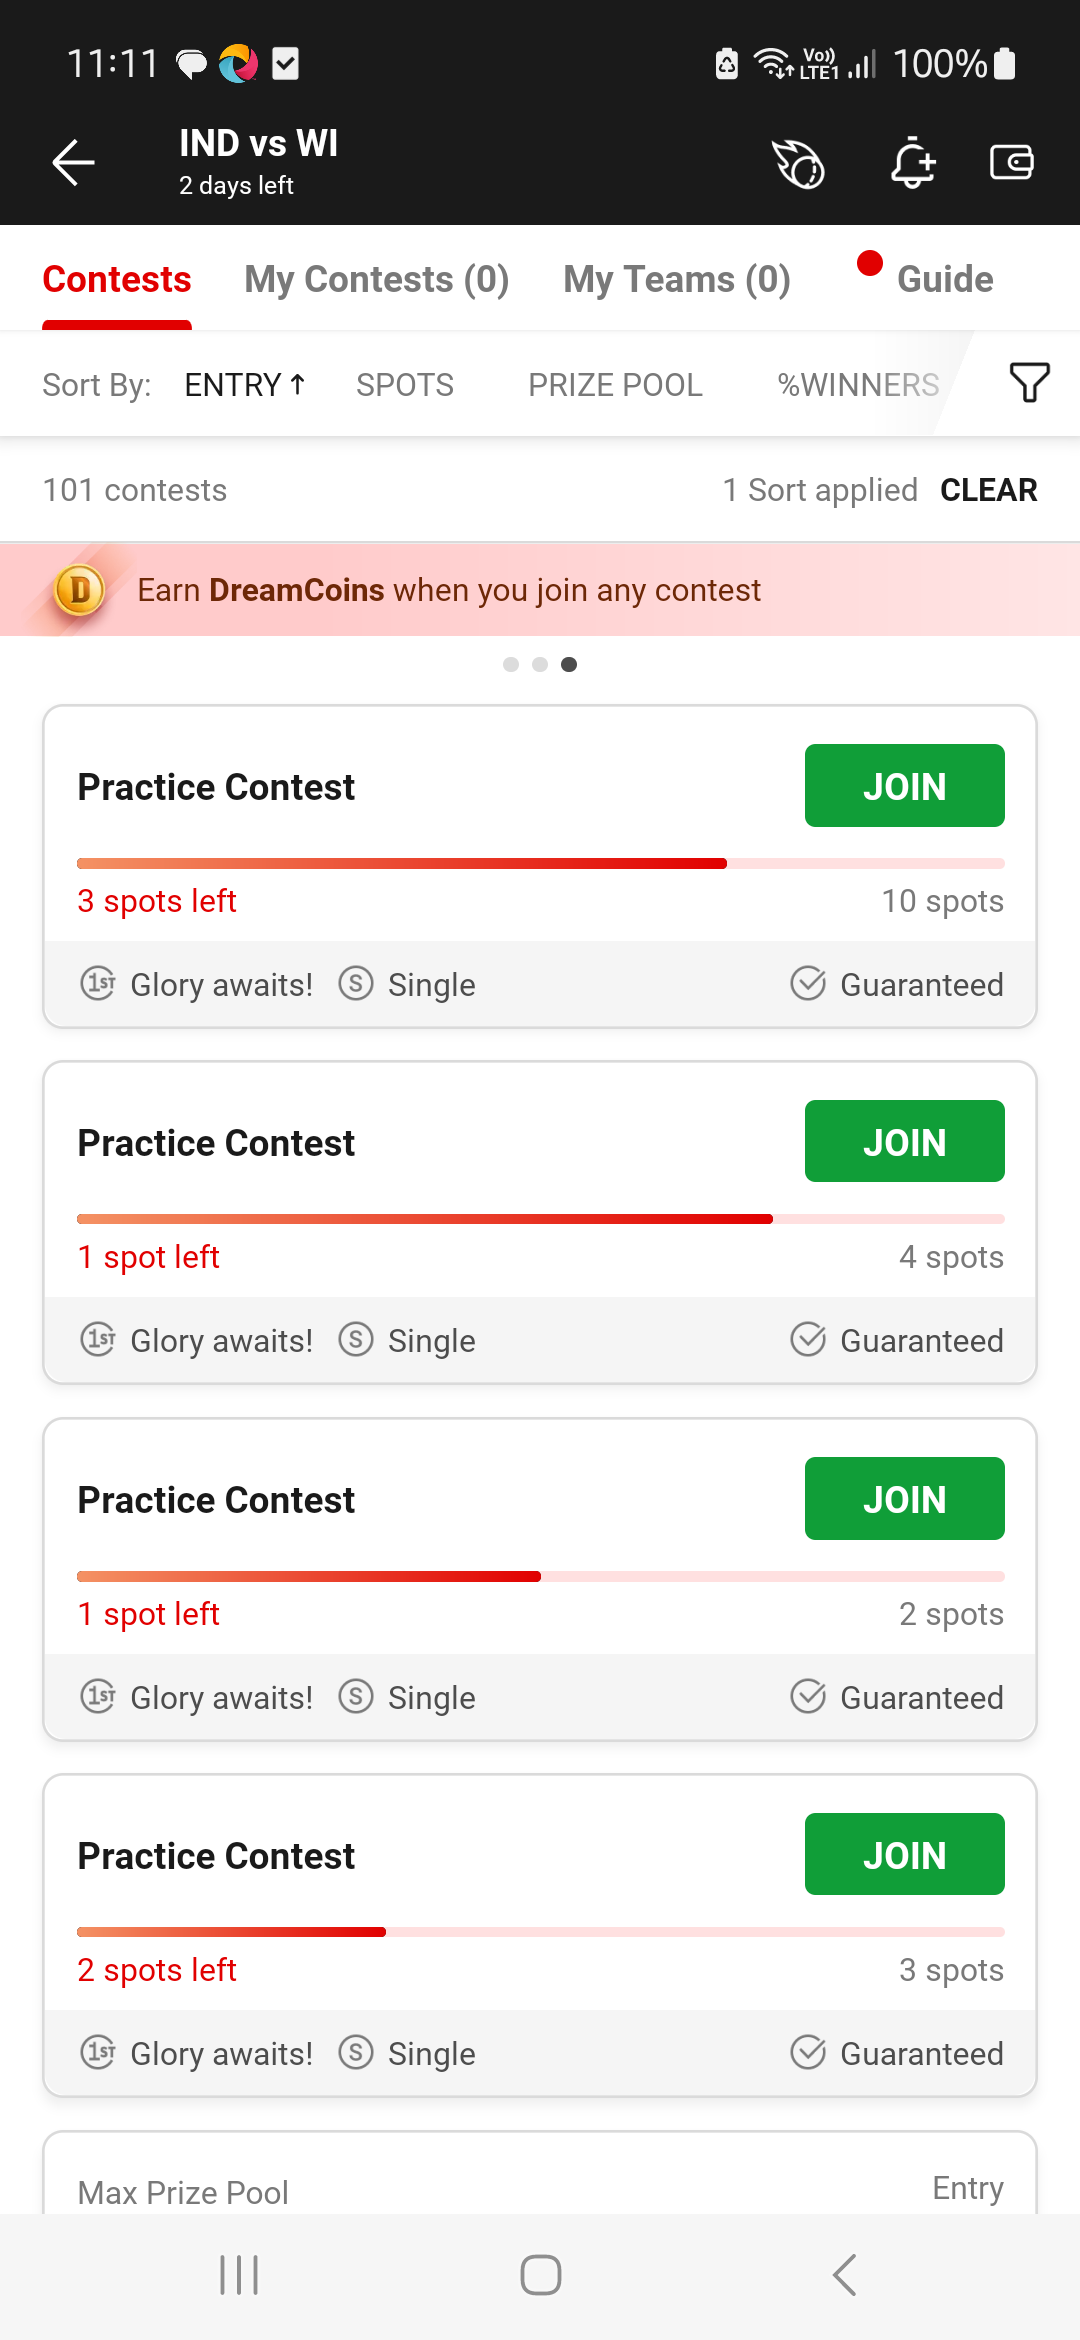 11:11 Vo)) LTE1 100%
IND vs WI
2 days left
Contests My Contests (0) My Teams (0) Guide
Sort By: ENTRY ↑ SPOTS PRIZE POOL %WINNERS
101 contests 1 Sort applied CLEAR
D Earn DreamCoins when you join any contest
Practice Contest JOIN
3 spots left 10 spots
1ST Glory awaits! S Single Guaranteed
Practice Contest JOIN
1 spot left 4 spots
1ST Glory awaits! S Single Guaranteed
Practice Contest JOIN
1 spot left 2 spots
1ST Glory awaits! S Single Guaranteed
Practice Contest JOIN
2 spots left 3 spots
1ST Glory awaits! S Single Guaranteed
Max Prize Pool Entry